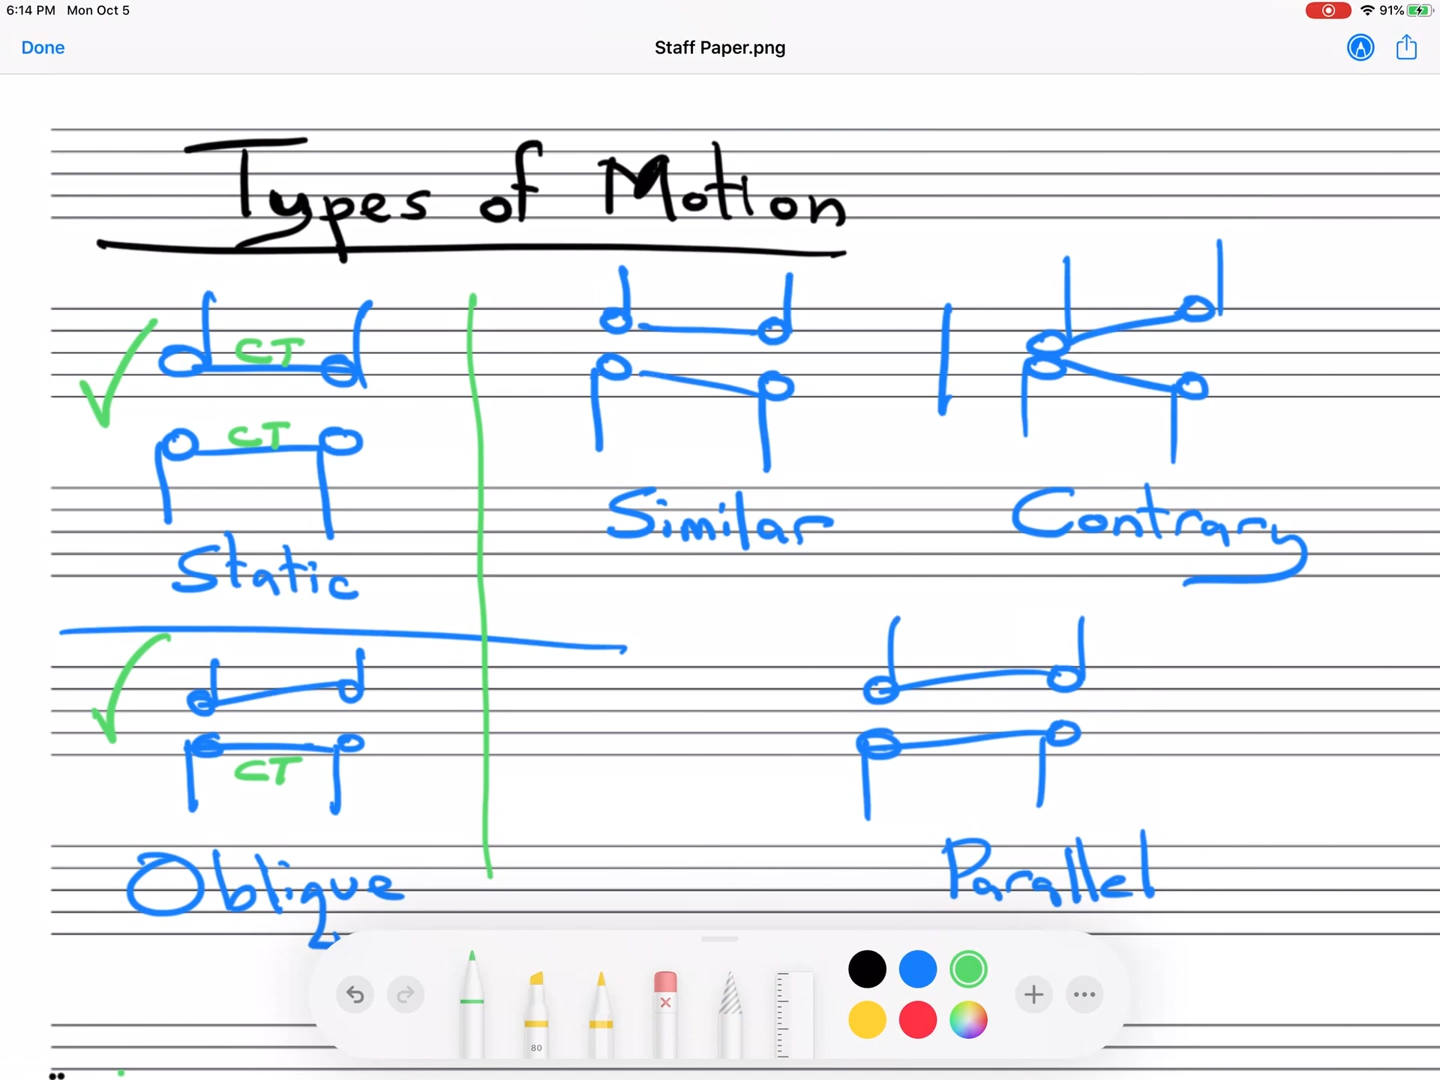 6:14 PM Mon Oct 5
91%
Done
Staff Paper.png
Types of Motion
CT
CT
Static
Similar
Contrary
CT
Oblique
Parallel
80